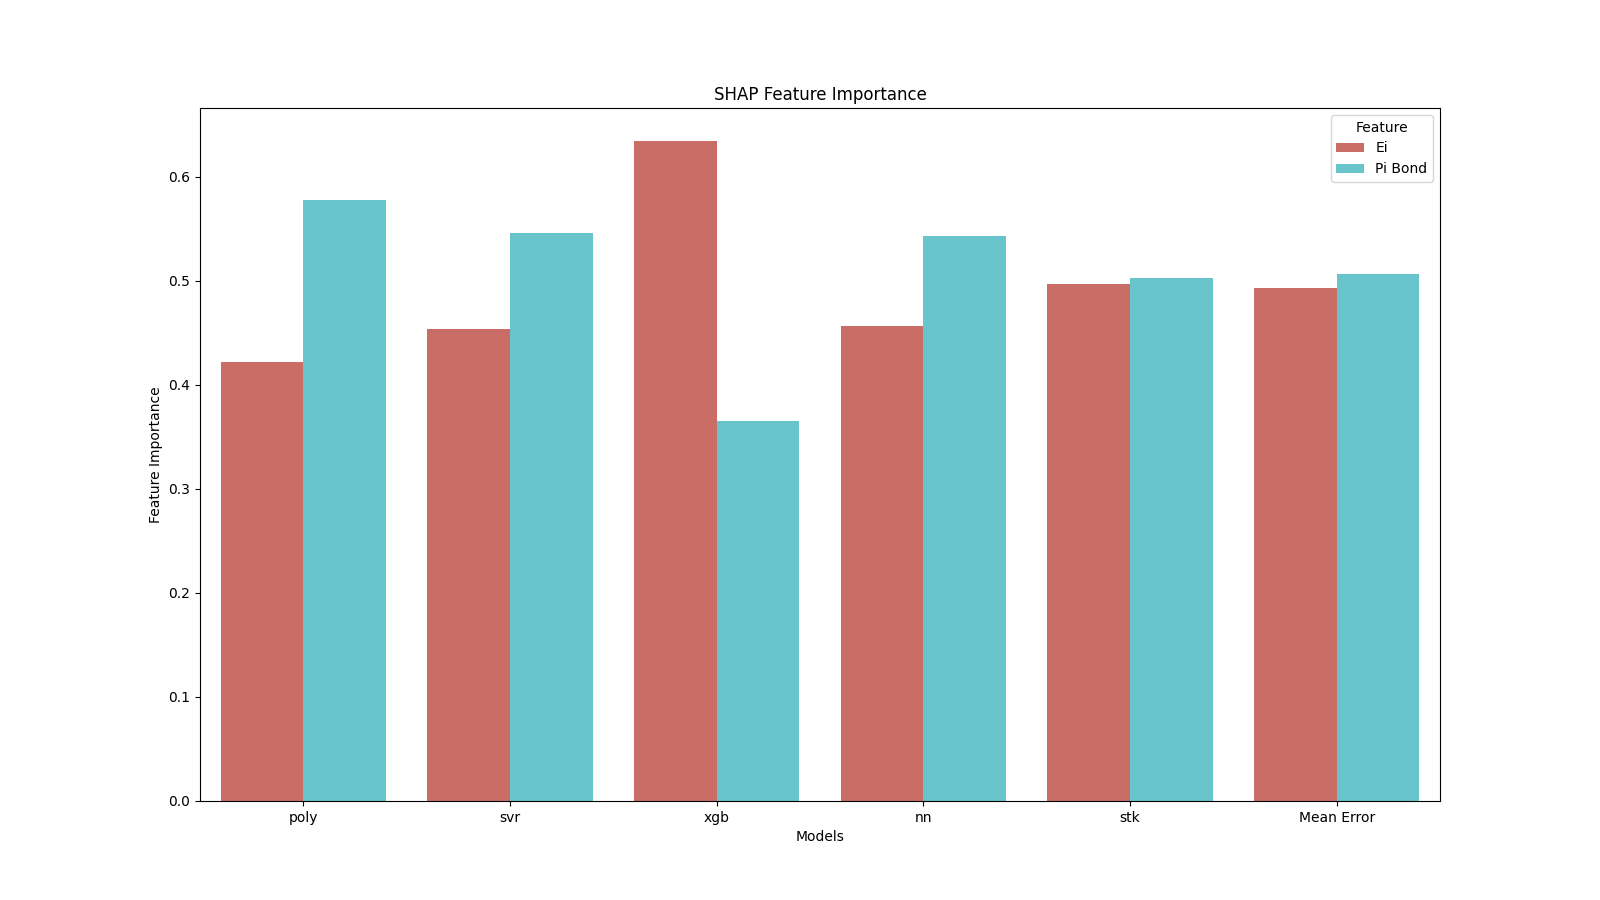 SHAP Feature Importance
Feature
Ei
Pi Bond
Feature Importance
0.6
0.5
0.4
0.3
0.2
0.1
0.0
poly svr xgb nn stk Mean Error
Models